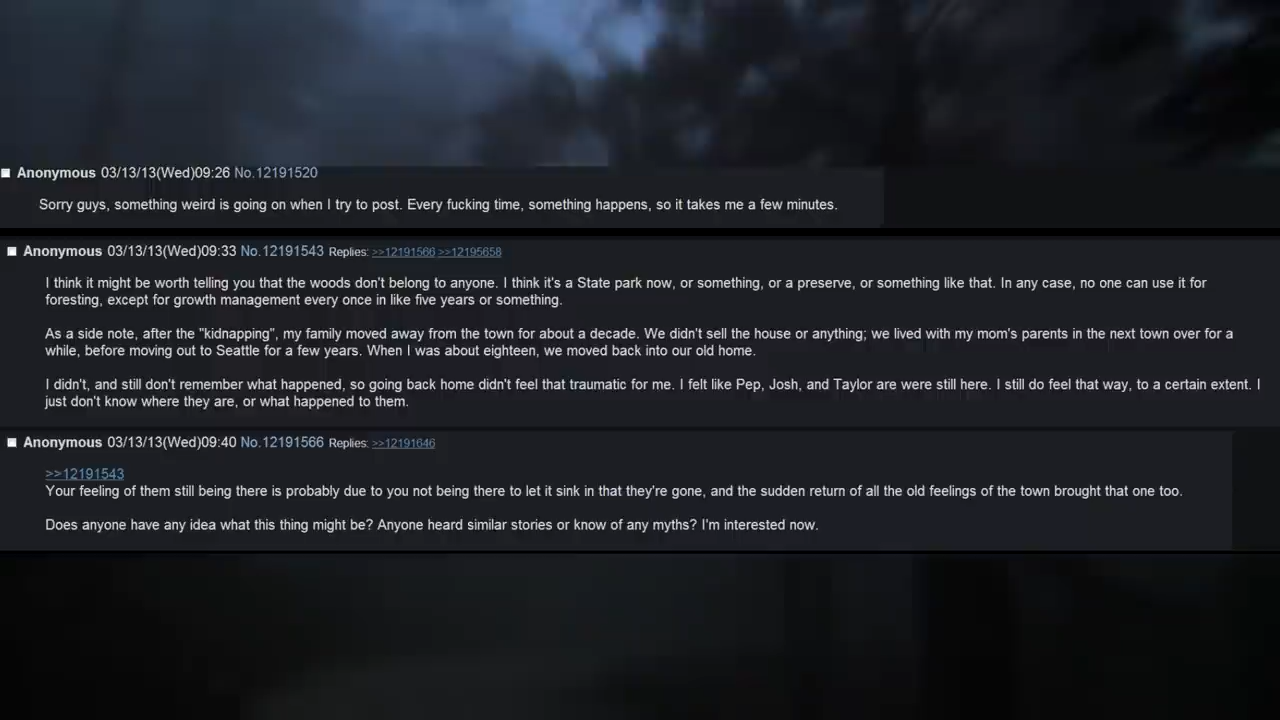 Anonymous 03/13/13(Wed)09:26 No.12191520
Sorry guys, something weird is going on when I try to post. Every fucking time, something happens, so it takes me a few minutes.
Anonymous 03/13/13(Wed)09:33 No.12191543 Replies: >>12191566 >>12195658
I think it might be worth telling you that the woods don't belong to anyone. I think it's a State park now, or something, or a preserve, or something like that. In any case, no one can use it for
foresting, except for growth management every once in like five years or something.
As a side note, after the "kidnapping", my family moved away from the town for about a decade. We didn't sell the house or anything; we lived with my mom's parents in the next town over for a
while, before moving out to Seattle for a few years. When I was about eighteen, we moved back into our old home.
I didn't, and still don't remember what happened, so going back home didn't feel that traumatic for me. I felt like Pep, Josh, and Taylor are were still here. I still do feel that way, to a certain extent. I
just don't know where they are, or what happened to them.
Anonymous 03/13/13(Wed)09:40 No.12191566 Replies: >>12191646
>>12191543
Your feeling of them still being there is probably due to you not being there to let it sink in that they're gone, and the sudden return of all the old feelings of the town brought that one too.
Does anyone have any idea what this thing might be? Anyone heard similar stories or know of any myths? I'm interested now.